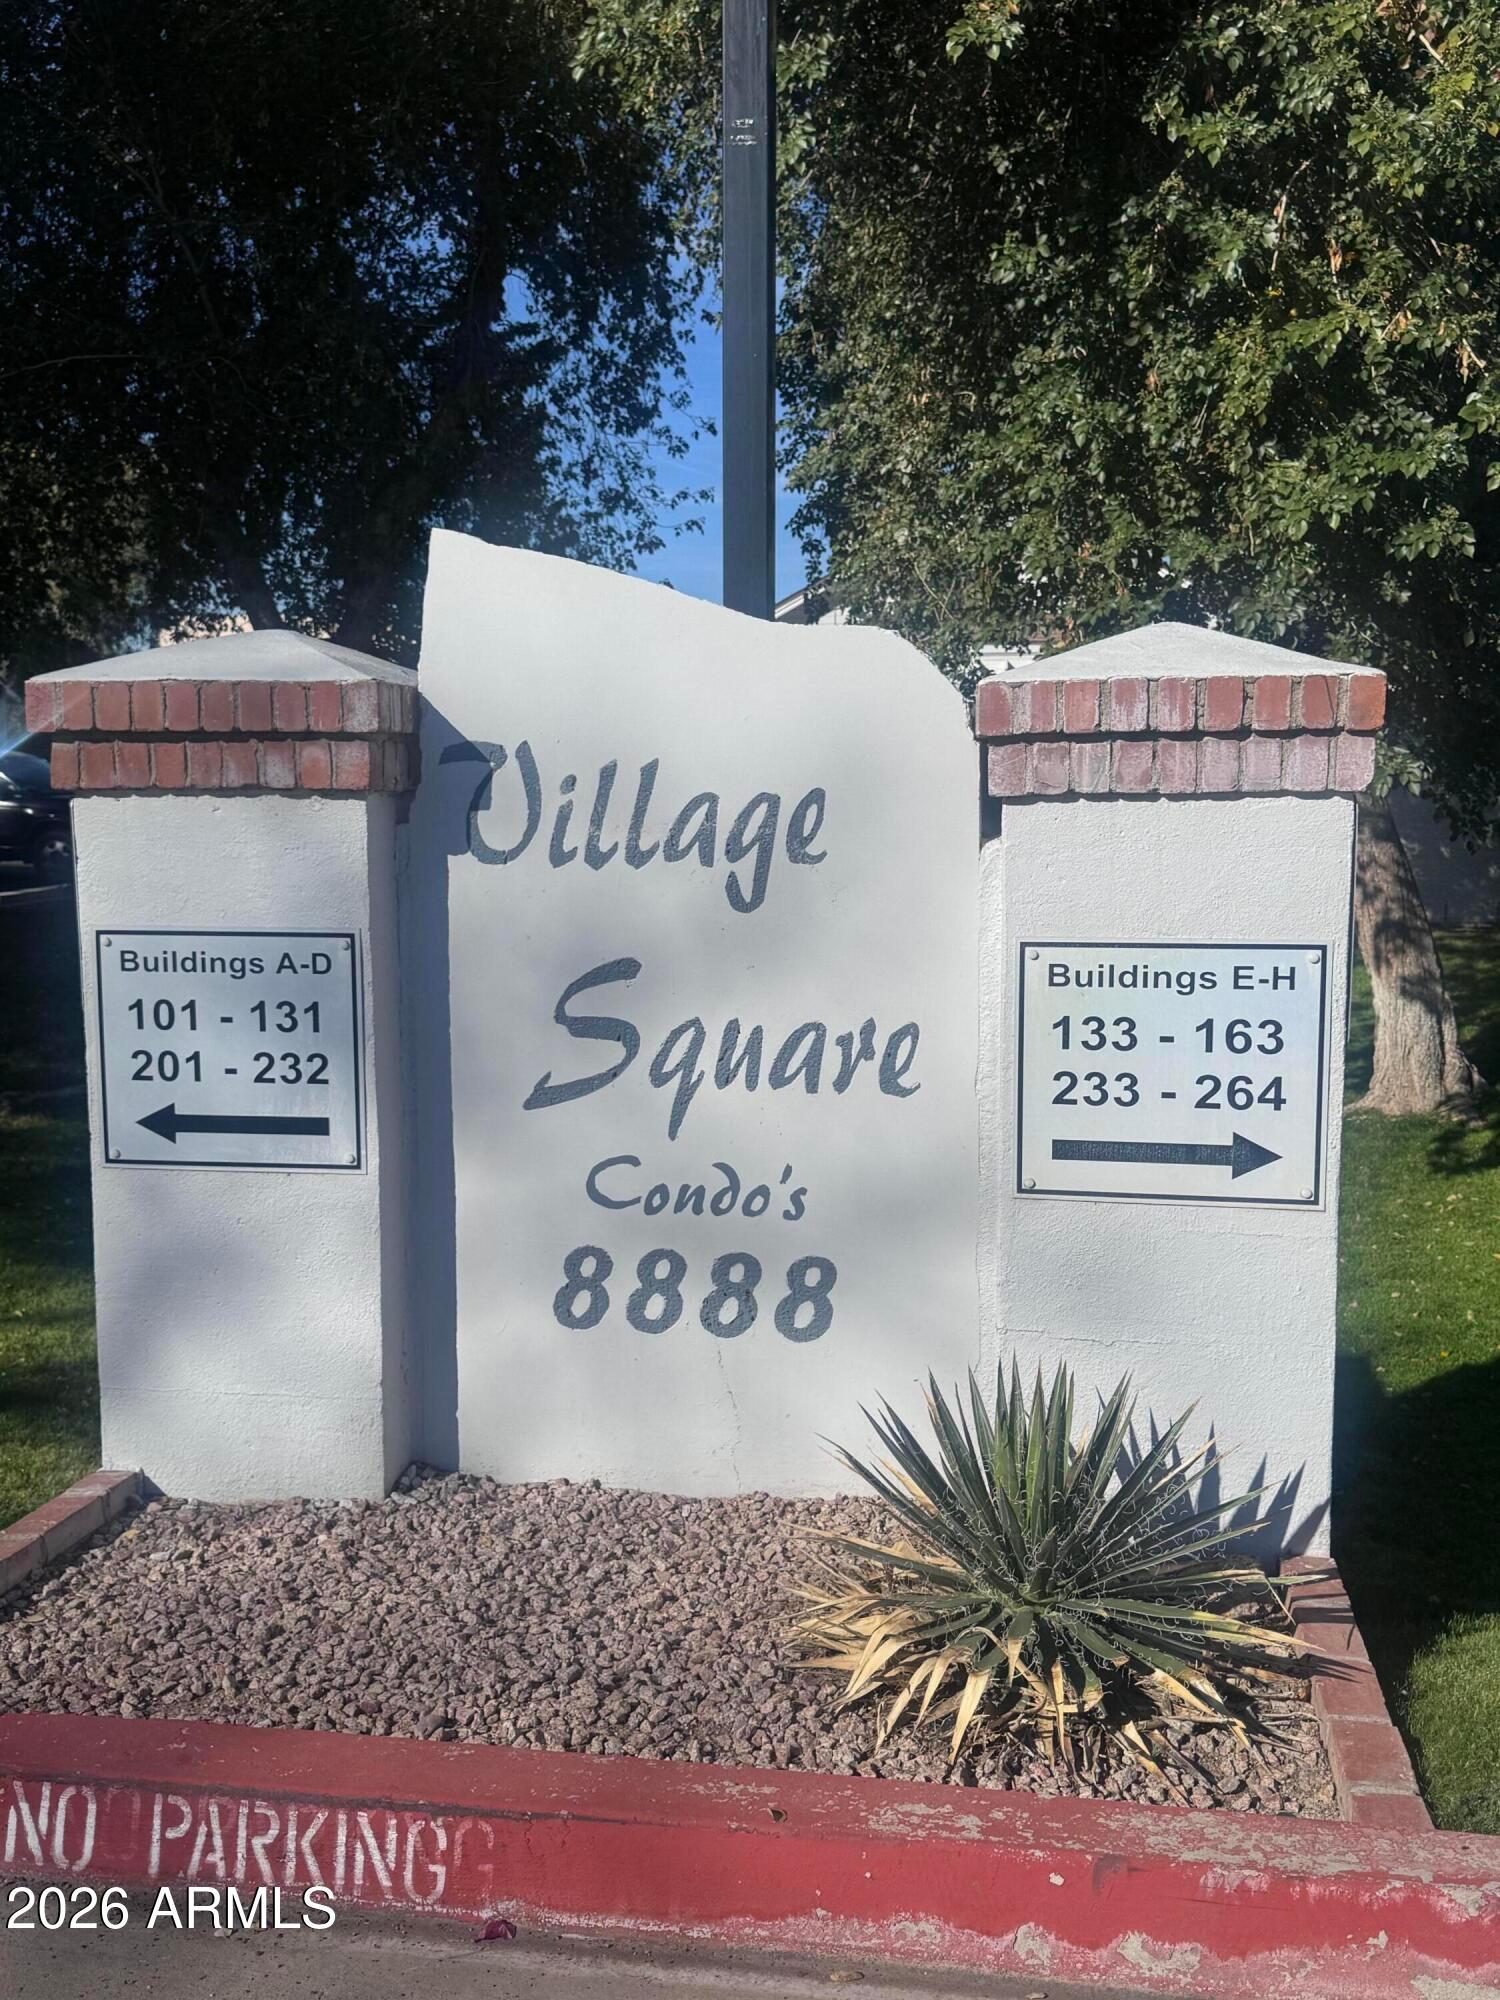 Village
Square
Condo's
8888
Buildings A-D
101 - 131
201 - 232
Buildings E-H
133 - 163
233 - 264
NO PARKING
2026 ARMLS